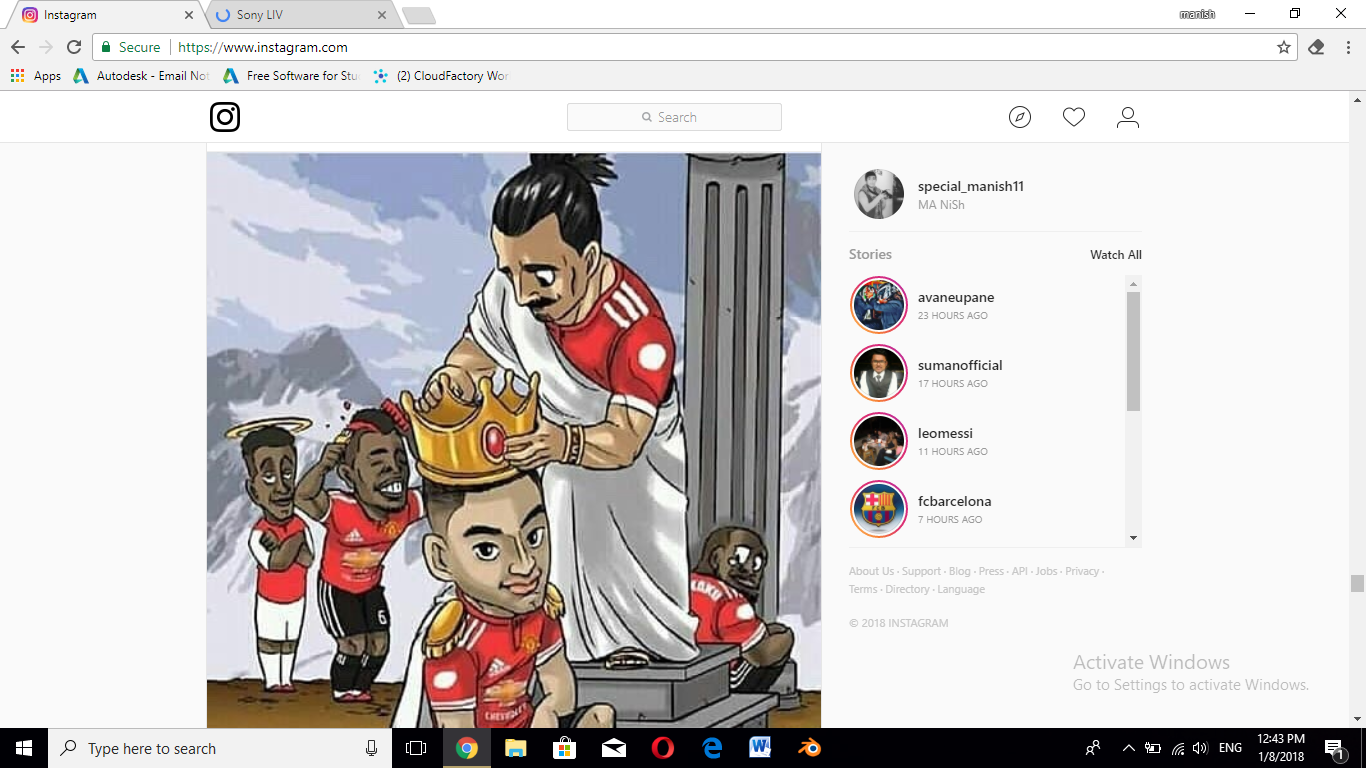 Instagram
Sony LIV
manish
Secure
https://www.instagram.com
Apps
Autodesk - Email Not
Free Software for Stu
(2) CloudFactory Wor
Search
special_manish11
MA NiSh
Stories
Watch All
avaneupane
23 HOURS AGO
sumanofficial
17 HOURS AGO
leomessi
11 HOURS AGO
fcbarcelona
7 HOURS AGO
6
CHEVROLET
About Us · Support · Blog · Press · API · Jobs · Privacy ·
Terms · Directory · Language
© 2018 INSTAGRAM
Activate Windows
Go to Settings to activate Windows.
Type here to search
ENG
12:43 PM
1/8/2018
1